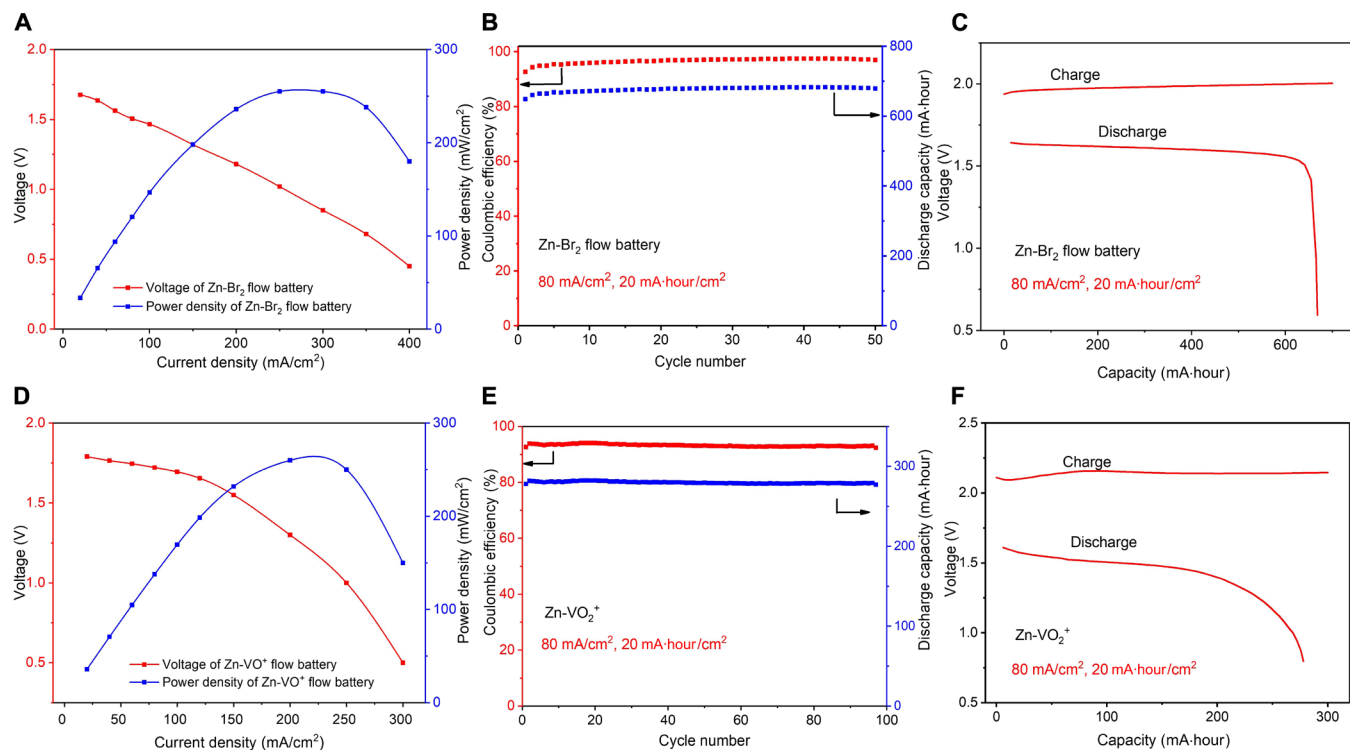 A
2.0
1.5
1.0
0.5
0.0
Voltage (V)
300
200
100
0
Power density (mW/cm²)
Voltage of Zn-Br₂ flow battery
Power density of Zn-Br₂ flow battery
0 100 200 300 400
Current density (mA/cm²)
B
100
80
60
40
20
0
Coulombic efficiency (%)
800
600
400
200
0
Discharge capacity (mA·hour)
Zn-Br₂ flow battery
80 mA/cm², 20 mA·hour/cm²
0 10 20 30 40 50
Cycle number
C
2.0
1.5
1.0
0.5
Voltage (V)
Charge
Discharge
Zn-Br₂ flow battery
80 mA/cm², 20 mA·hour/cm²
0 200 400 600
Capacity (mA·hour)
D
2.0
1.5
1.0
0.5
Voltage (V)
300
200
100
0
Power density (mW/cm²)
Voltage of Zn-VO⁺ flow battery
Power density of Zn-VO⁺ flow battery
0 50 100 150 200 250 300
Current density (mA/cm²)
E
100
80
60
40
20
0
Coulombic efficiency (%)
300
200
100
0
Discharge capacity (mA·hour)
Zn-VO₂⁺
80 mA/cm², 20 mA·hour/cm²
0 20 40 60 80 100
Cycle number
F
2.5
2.0
1.5
1.0
0.5
Voltage (V)
Charge
Discharge
Zn-VO₂⁺
80 mA/cm², 20 mA·hour/cm²
0 100 200 300
Capacity (mA·hour)